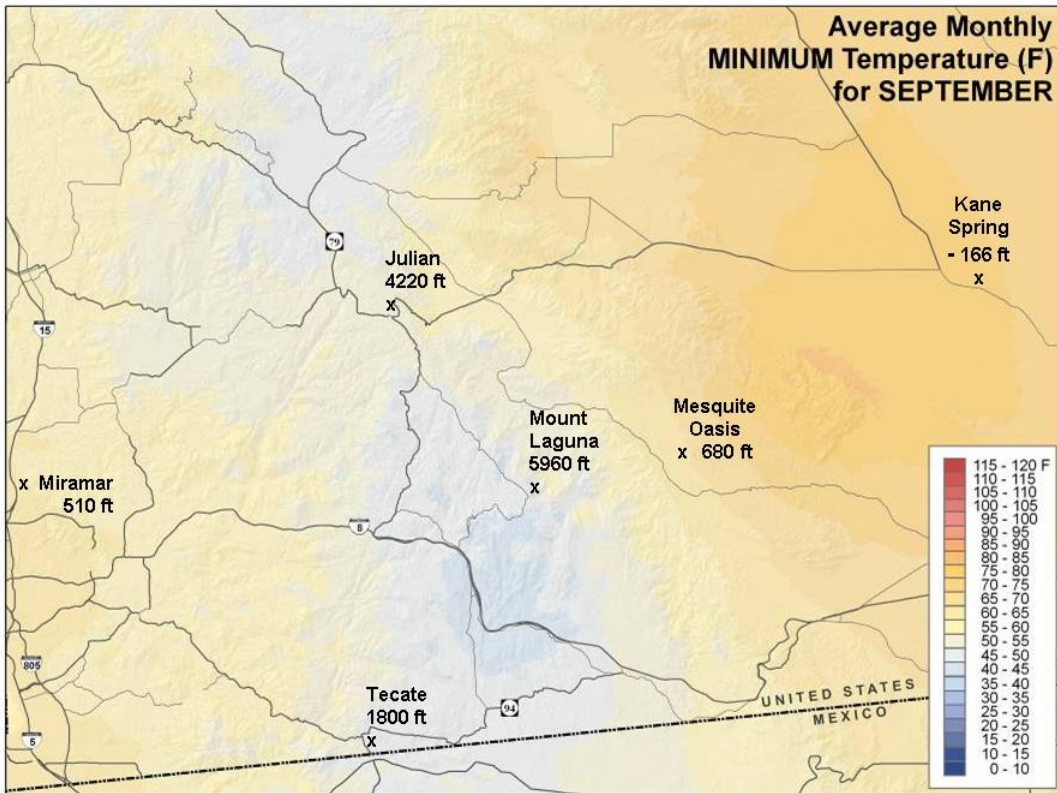 Average Monthly
MINIMUM Temperature (F)
for SEPTEMBER
Kane
Spring
- 166 ft
x
79
Julian
4220 ft
x
15
Mount
Laguna
5960 ft
x
Mesquite
Oasis
x 680 ft
x Miramar
510 ft
8
805
5
Tecate
1800 ft
x
94
UNITED STATES
MEXICO
115 - 120 F
110 - 115
105 - 110
100 - 105
95 - 100
90 - 95
85 - 90
80 - 85
75 - 80
70 - 75
65 - 70
60 - 65
55 - 60
50 - 55
45 - 50
40 - 45
35 - 40
30 - 35
25 - 30
20 - 25
15 - 20
10 - 15
0 - 10